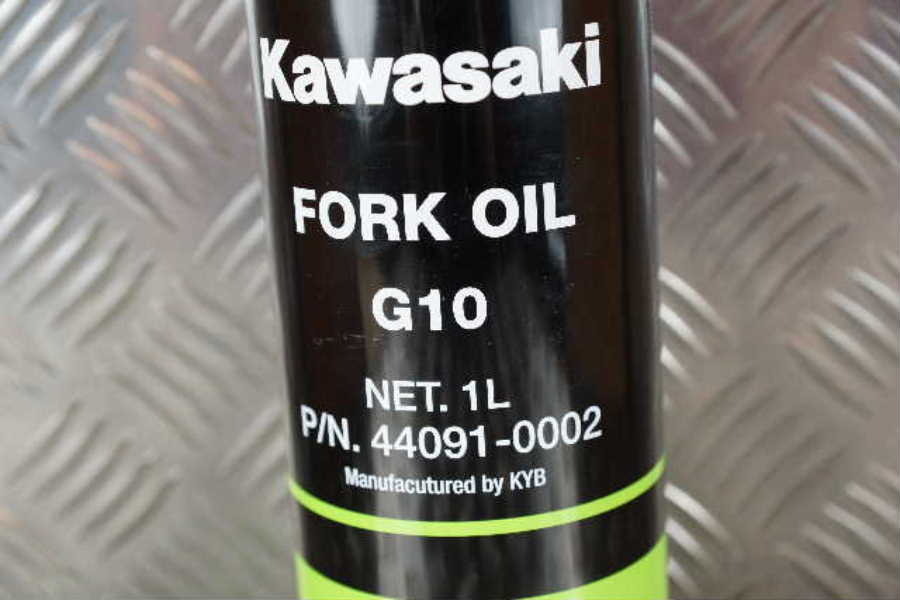 Kawasaki
FORK OIL
G10
NET. 1L
P/N. 44091-0002
Manufacutured by KYB